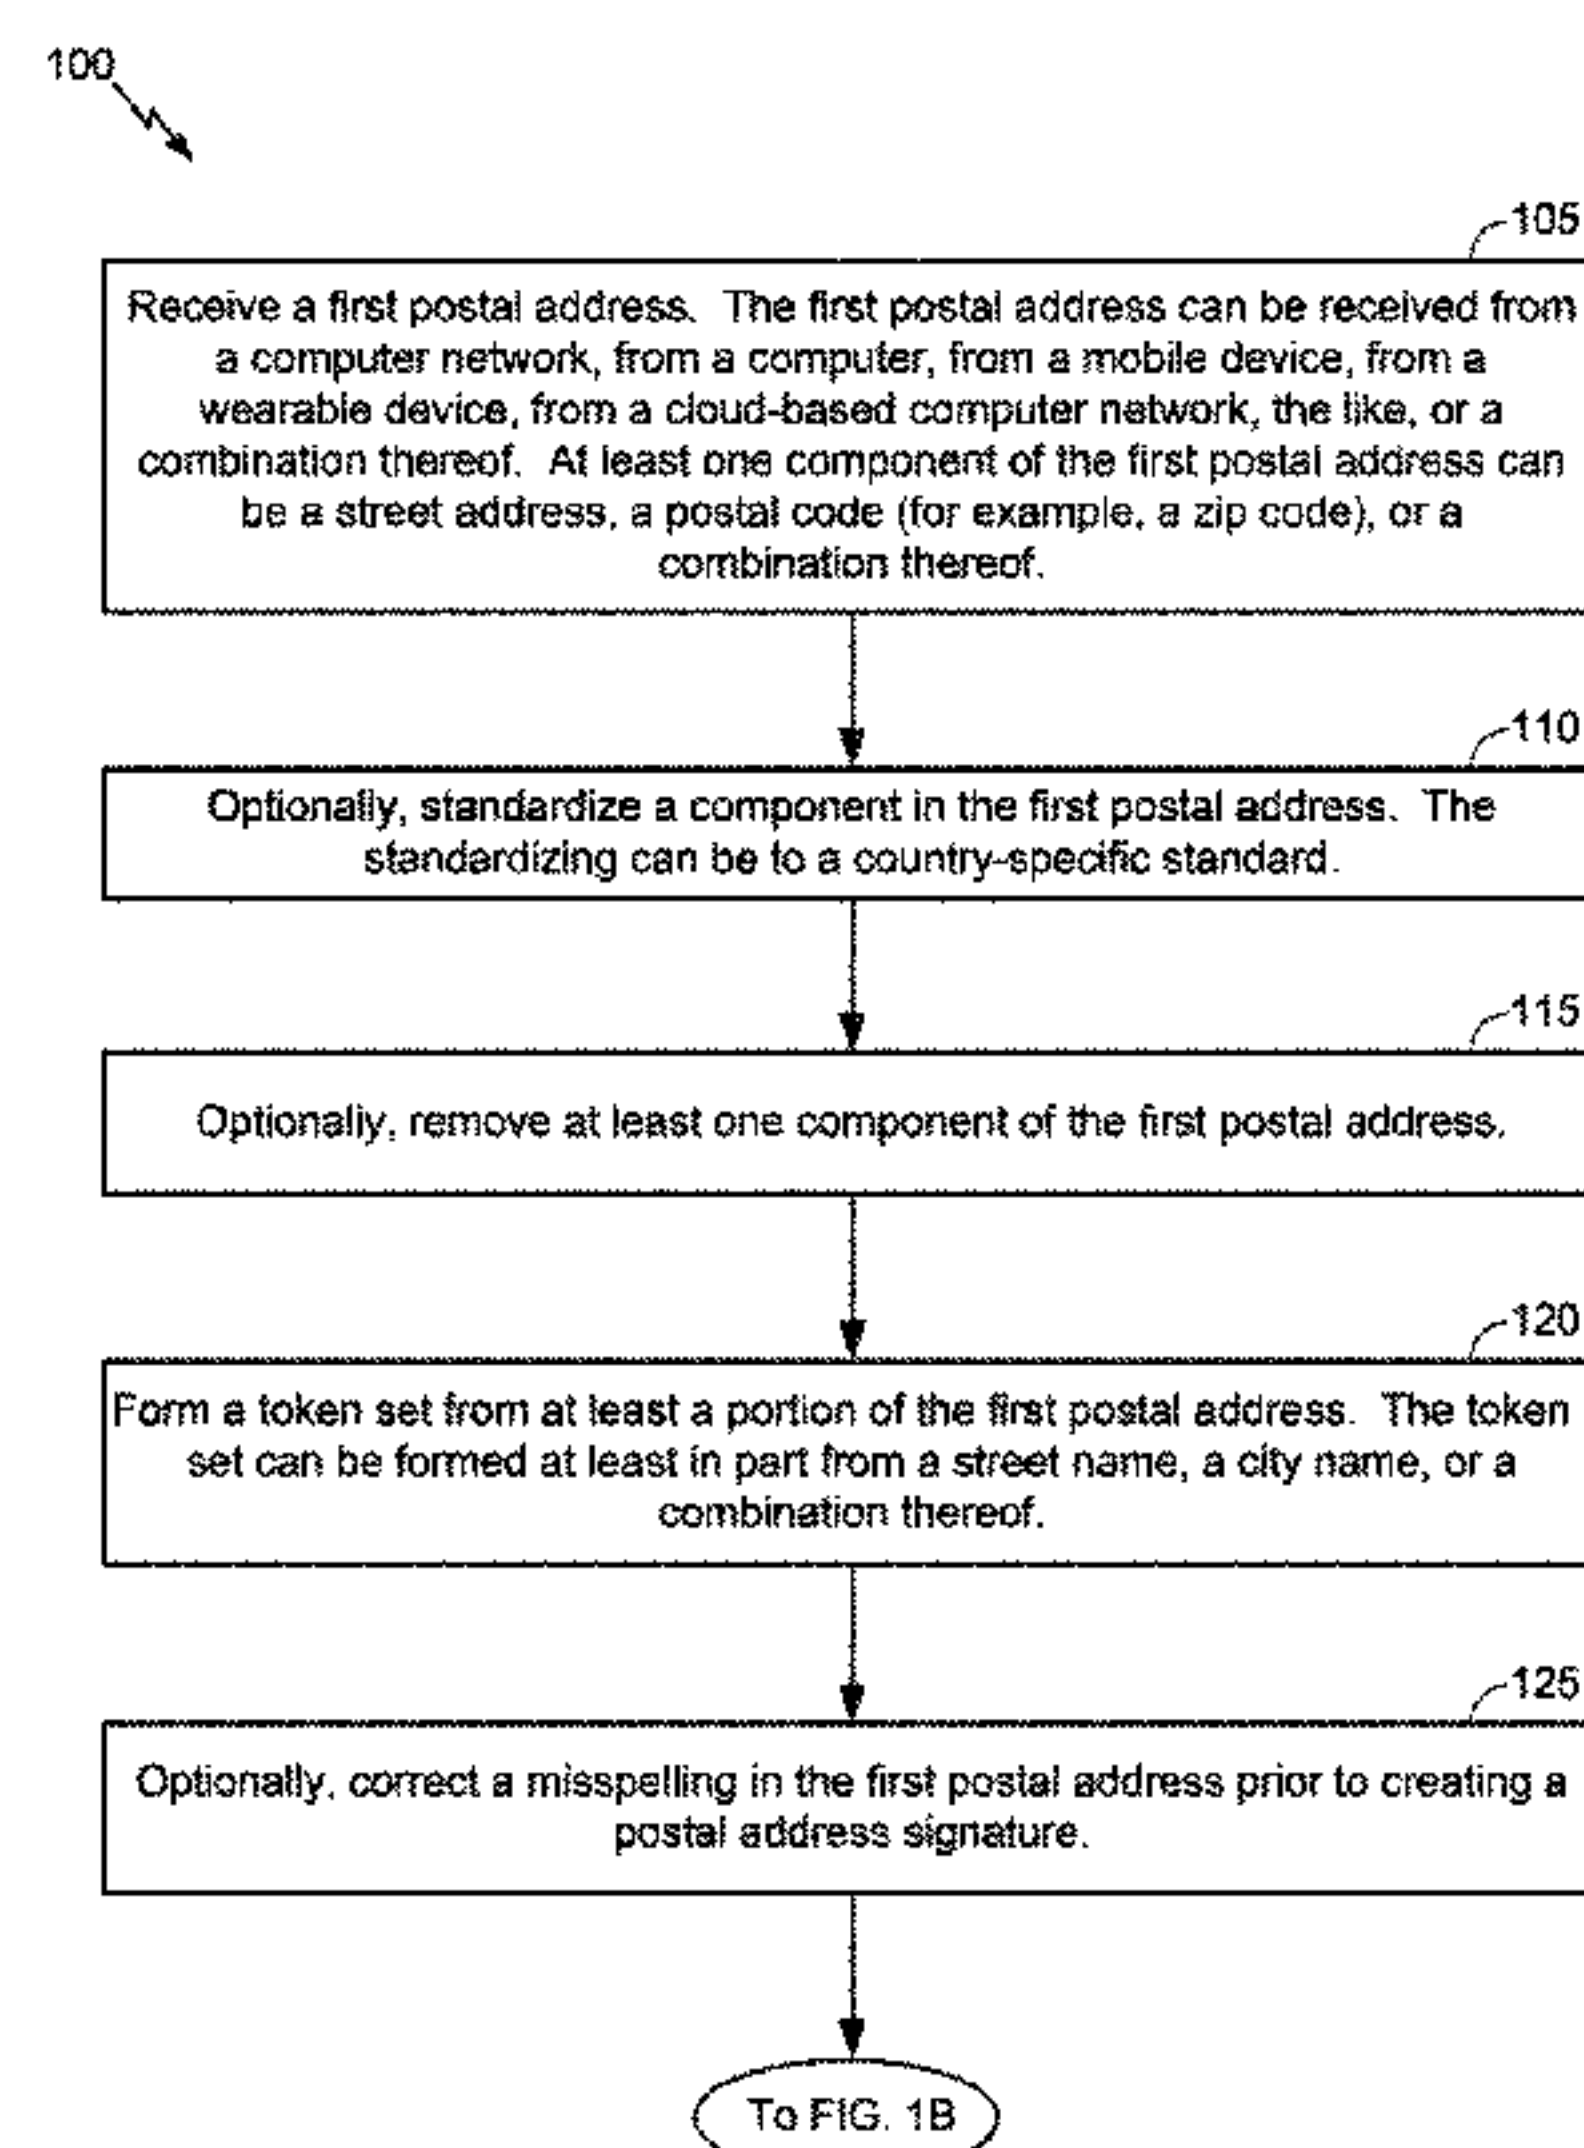 100
105
Receive a first postal address. The first postal address can be received from
a computer network, from a computer, from a mobile device, from a
wearable device, from a cloud-based computer network, the like, or a
combination thereof. At least one component of the first postal address can
be a street address, a postal code (for example, a zip code), or a
combination thereof.
110
Optionally, standardize a component in the first postal address. The
standardizing can be to a country-specific standard.
115
Optionally, remove at least one component of the first postal address.
120
Form a token set from at least a portion of the first postal address. The token
set can be formed at least in part from a street name, a city name, or a
combination thereof.
125
Optionally, correct a misspelling in the first postal address prior to creating a
postal address signature.
To FIG. 1B